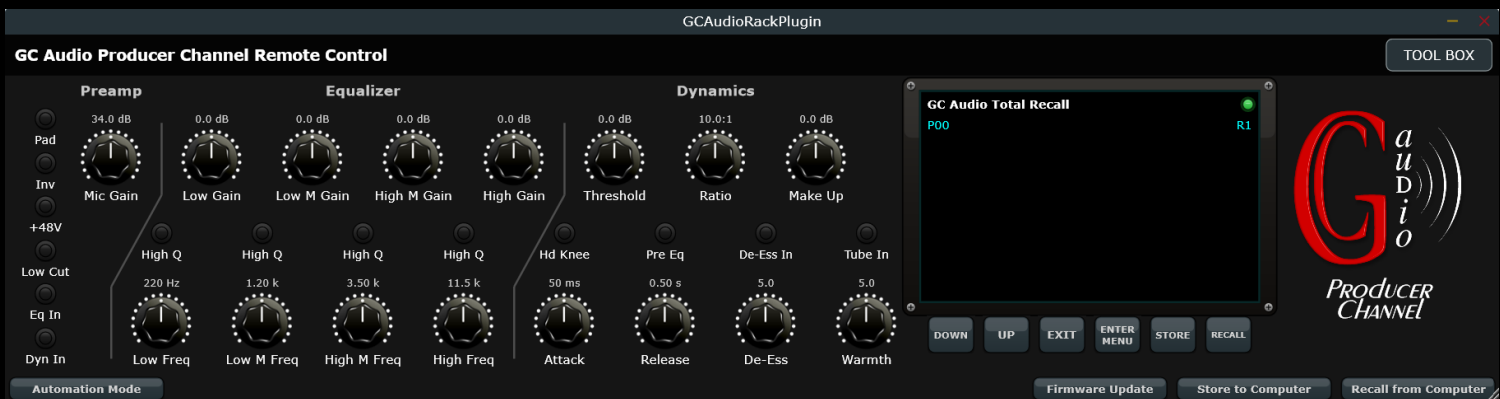 GCAudioRackPlugin
GC Audio Producer Channel Remote Control
TOOL BOX
Preamp
Equalizer
Dynamics
34.0 dB
0.0 dB
0.0 dB
0.0 dB
0.0 dB
0.0 dB
10.0:1
0.0 dB
Pad
Inv
+48V
Low Cut
Eq In
Dyn In
Mic Gain
Low Gain
Low M Gain
High M Gain
High Gain
Threshold
Ratio
Make Up
High Q
High Q
High Q
High Q
Hd Knee
Pre Eq
De-Ess In
Tube In
220 Hz
1.20 k
3.50 k
11.5 k
50 ms
0.50 s
5.0
5.0
Low Freq
Low M Freq
High M Freq
High Freq
Attack
Release
De-Ess
Warmth
GC Audio Total Recall
P00
R1
DOWN
UP
EXIT
ENTER
MENU
STORE
RECALL
GC
auDio
Producer
Channel
Automation Mode
Firmware Update
Store to Computer
Recall from Computer